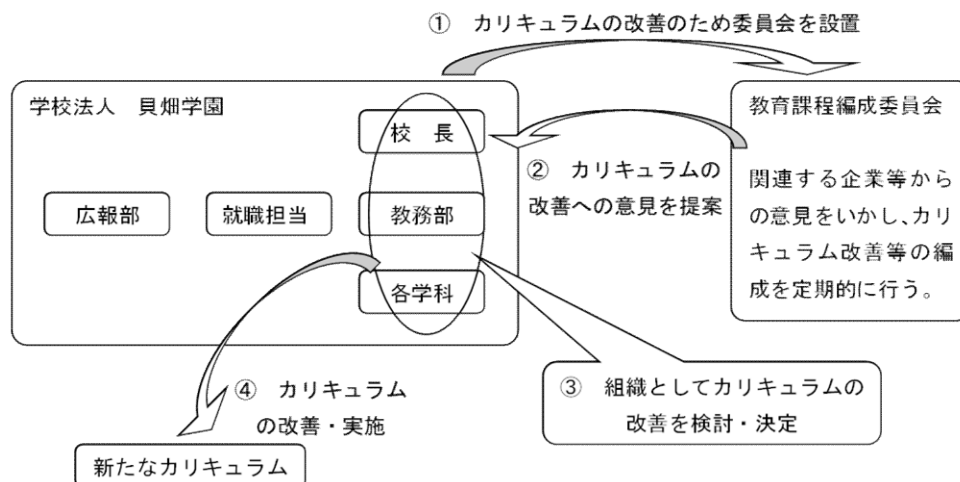 ① カリキュラムの改善のため委員会を設置
学校法人 貝畑学園
校 長
広報部
就職担当
教務部
各学科
教育課程編成委員会
関連する企業等から
の意見をいかし、カリ
キュラム改善等の編
成を定期的に行う。
② カリキュラムの
改善への意見を提案
③ 組織としてカリキュラムの
改善を検討・決定
④ カリキュラム
の改善・実施
新たなカリキュラム